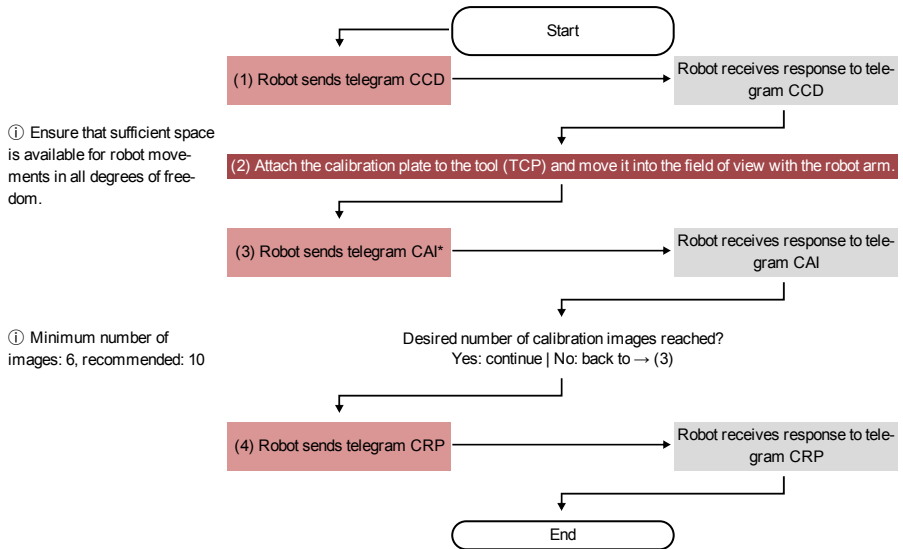 Start
(1) Robot sends telegram CCD
Robot receives response to tele-
gram CCD
ⓘ Ensure that sufficient space
is available for robot move-
ments in all degrees of free-
dom.
(2) Attach the calibration plate to the tool (TCP) and move it into the field of view with the robot arm.
(3) Robot sends telegram CAI*
Robot receives response to tele-
gram CAI
ⓘ Minimum number of
images: 6, recommended: 10
Desired number of calibration images reached?
Yes: continue | No: back to → (3)
(4) Robot sends telegram CRP
Robot receives response to tele-
gram CRP
End